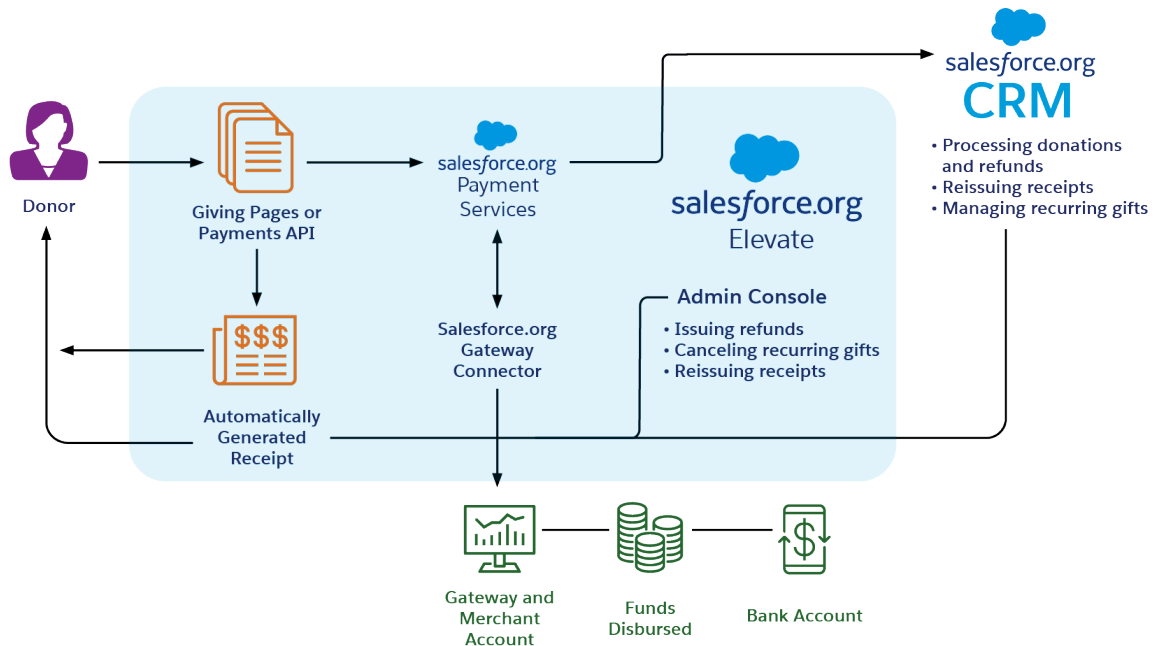 salesforce.org
CRM
• Processing donations
and refunds
• Reissuing receipts
• Managing recurring gifts
Donor
Giving Pages or
Payments API
salesforce.org
Payment
Services
salesforce.org
Elevate
$$$
Automatically
Generated
Receipt
Salesforce.org
Gateway
Connector
Admin Console
• Issuing refunds
• Canceling recurring gifts
• Reissuing receipts
$
Gateway and
Merchant
Account
Funds
Disbursed
Bank Account